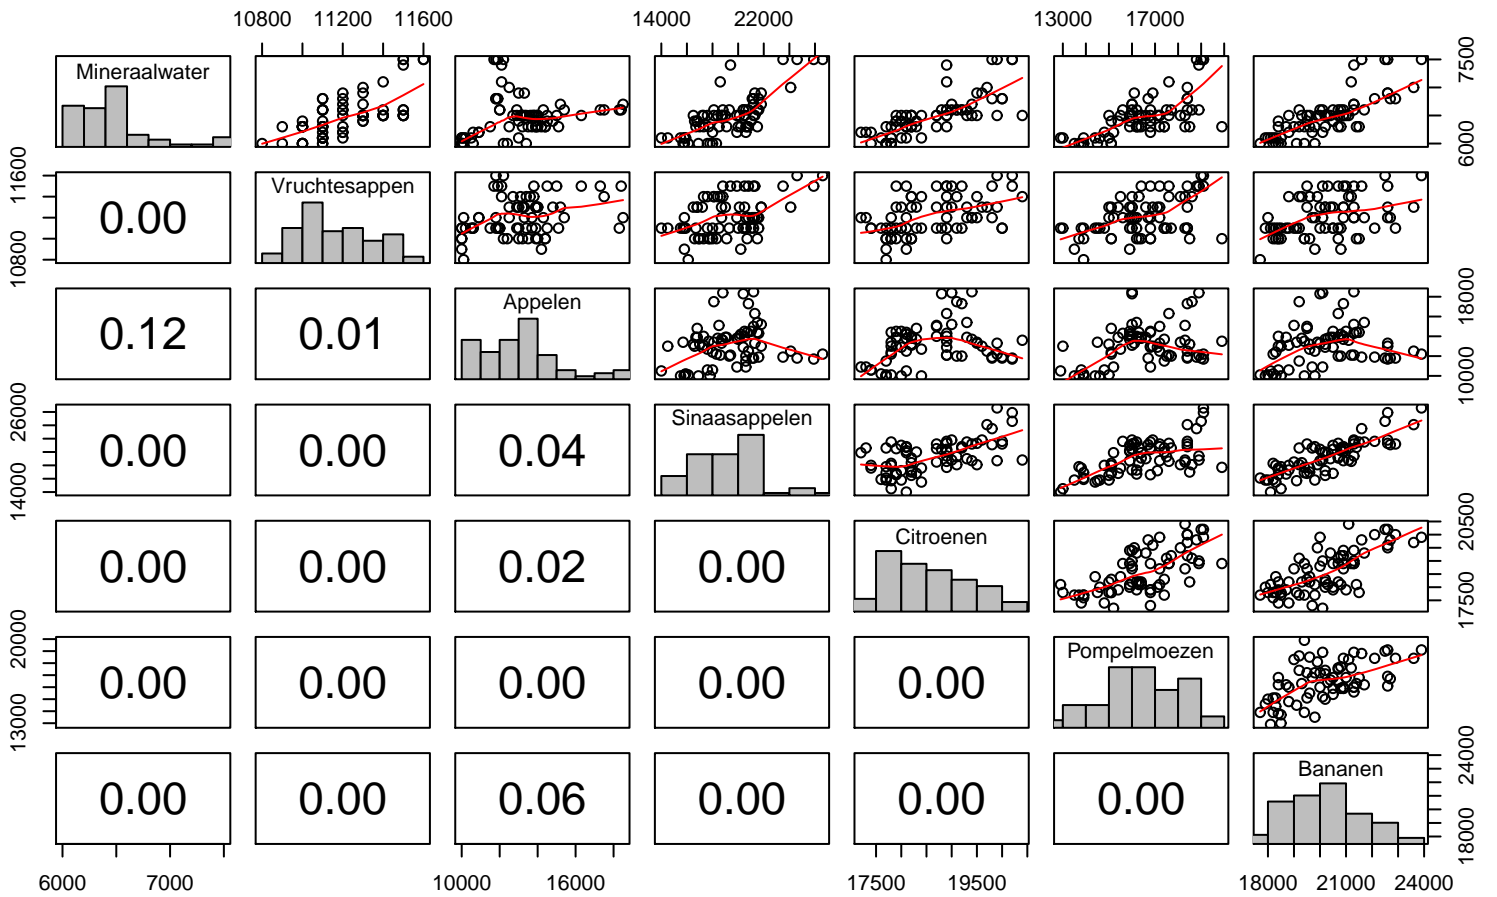 10800 11200 11600 14000 22000 13000 17000
Mineraalwater
6000 7500
10800 11600
0.00 Vruchtesappen
0.12 0.01 Appelen
10000 18000
14000 26000
0.00 0.00 0.04 Sinaasappelen
0.00 0.00 0.02 0.00 Citroenen
17500 20500
13000 20000
0.00 0.00 0.00 0.00 0.00 Pompelmoezen
0.00 0.00 0.06 0.00 0.00 0.00 Bananen
18000 24000
6000 7000 10000 16000 17500 19500 18000 21000 24000